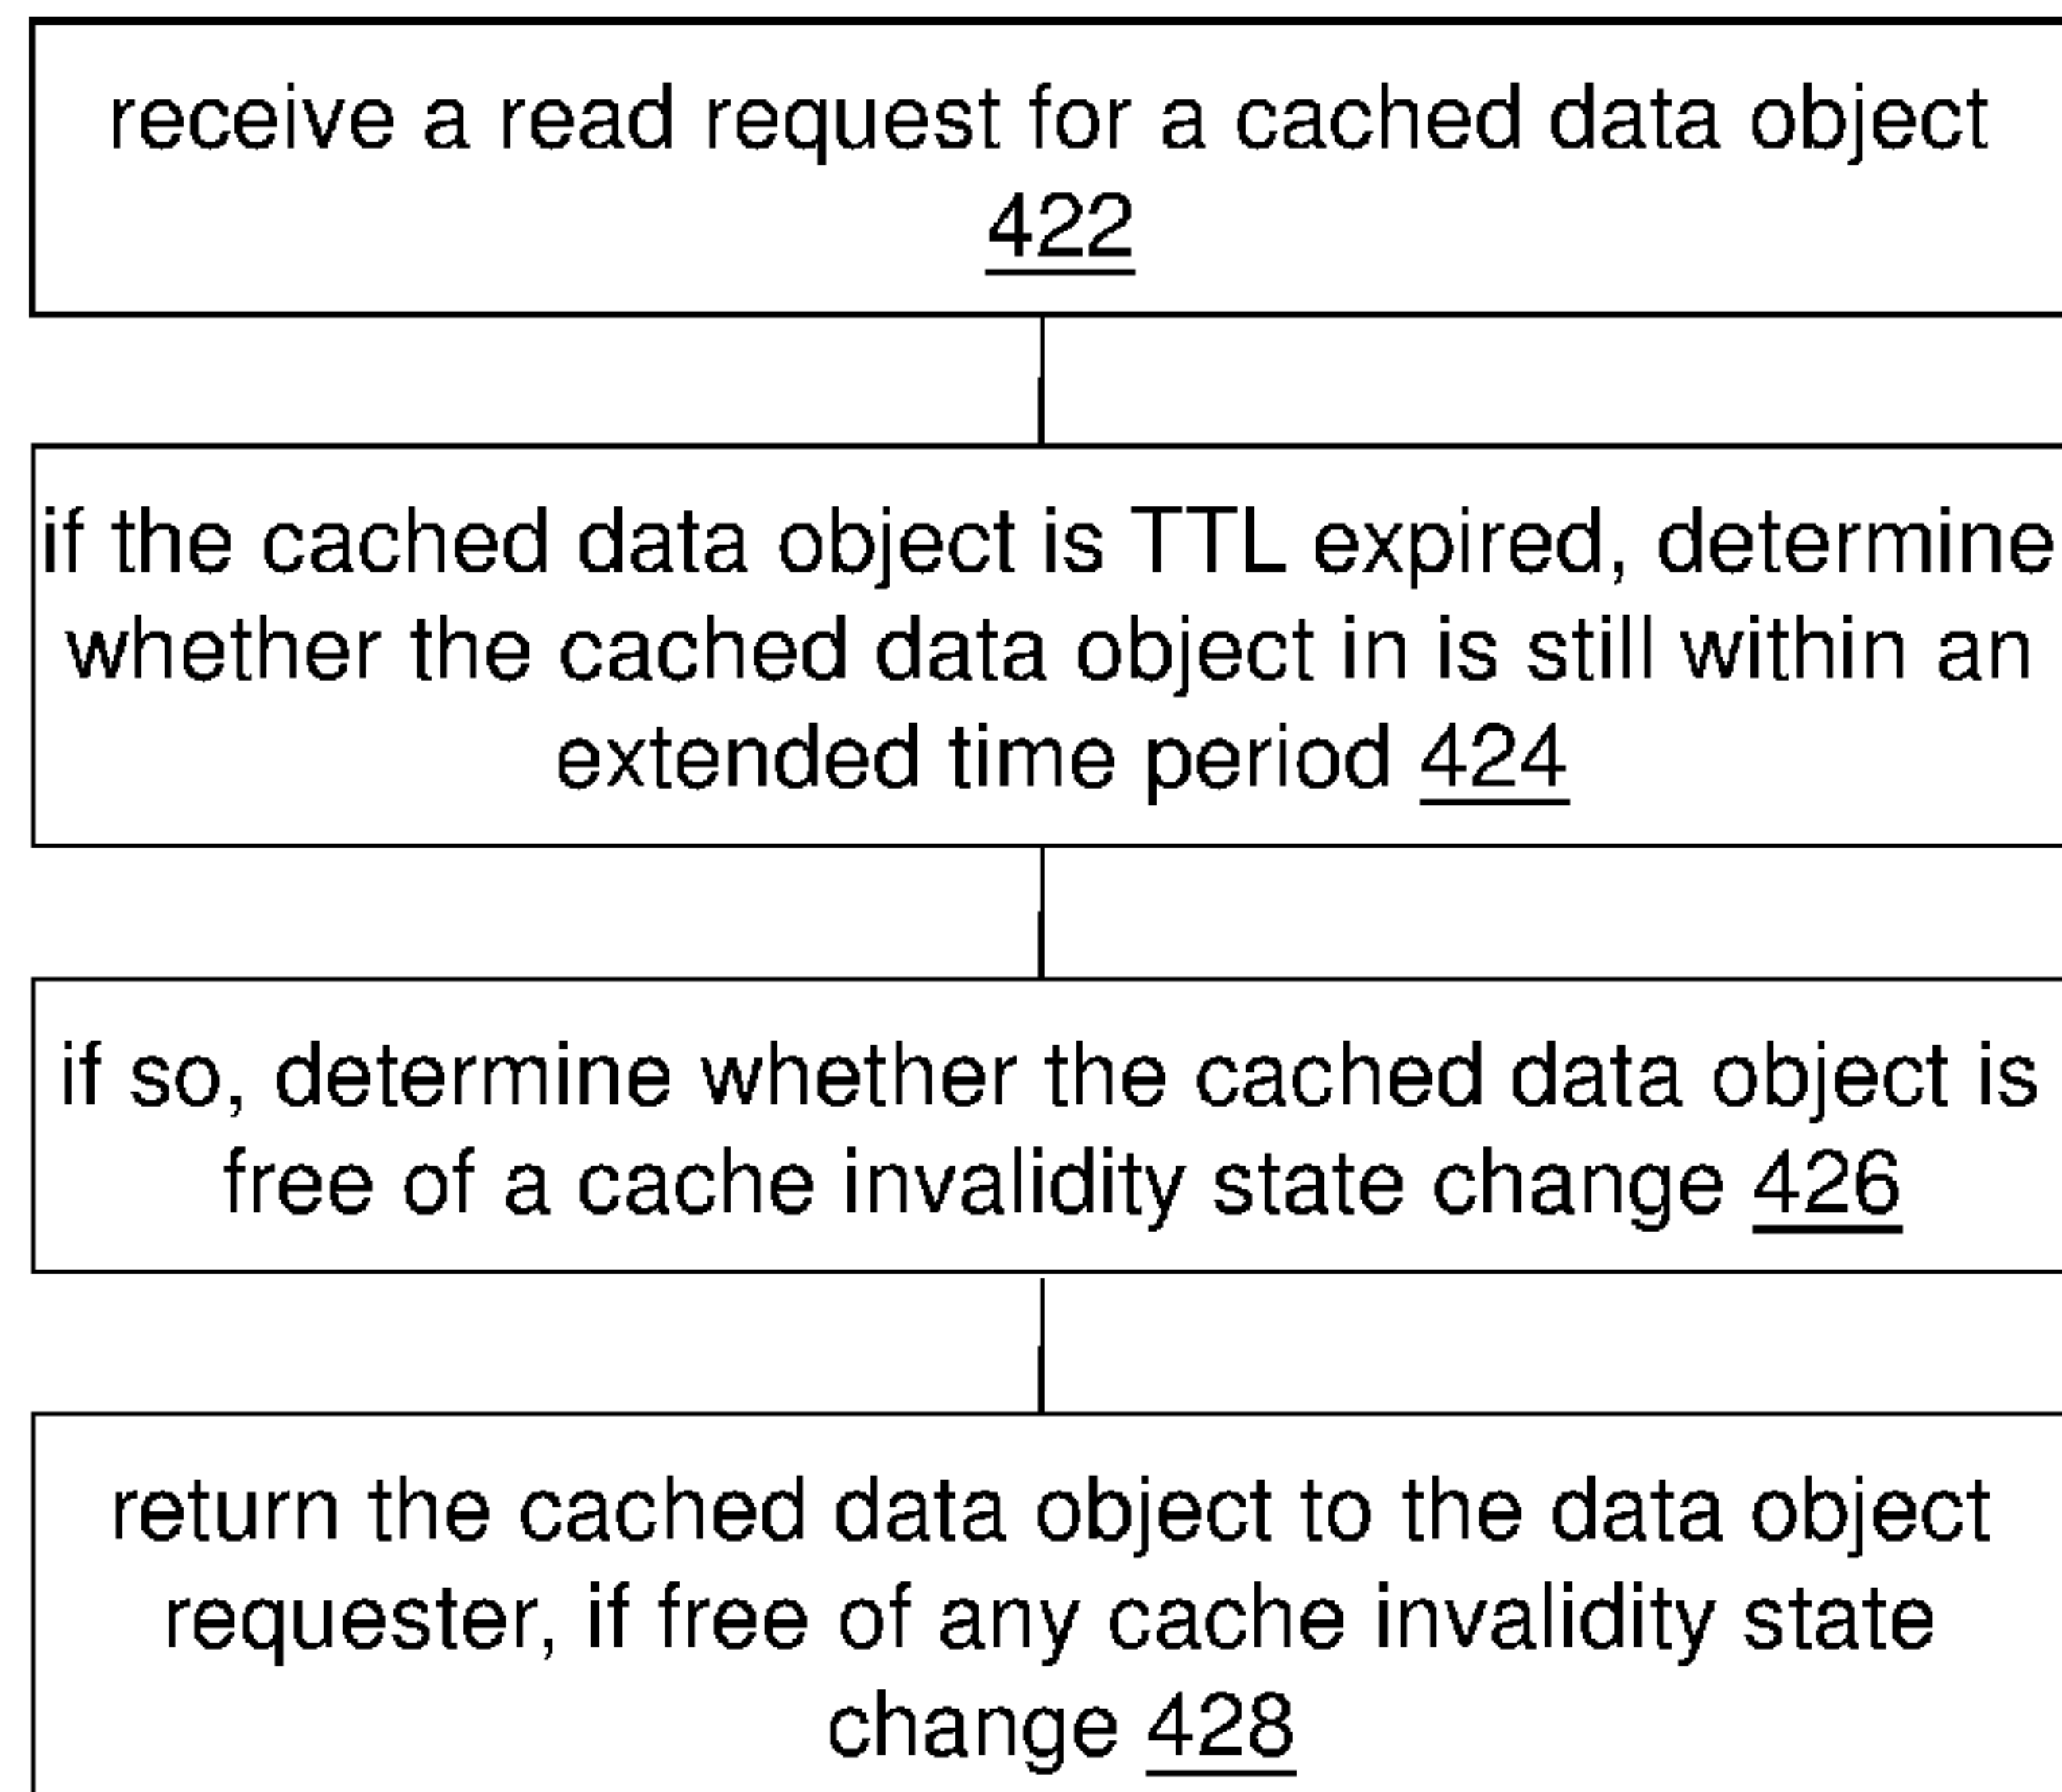 receive a read request for a cached data object
422
if the cached data object is TTL expired, determine
whether the cached data object in is still within an
extended time period 424
if so, determine whether the cached data object is
free of a cache invalidity state change 426
return the cached data object to the data object
requester, if free of any cache invalidity state
change 428